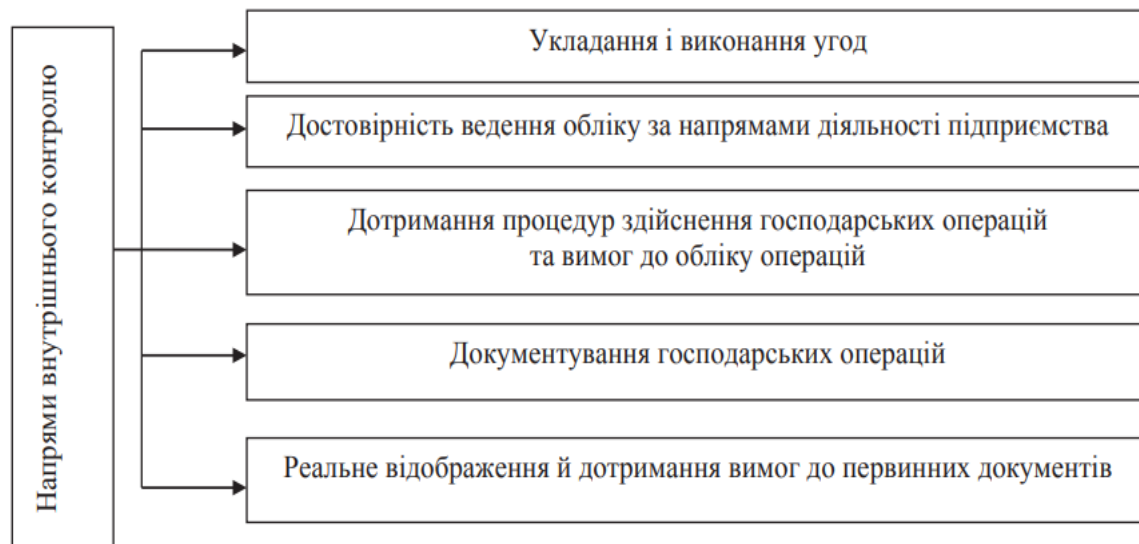 Напрями внутрішнього контролю
Укладання і виконання угод
Достовірність ведення обліку за напрямами діяльності підприємства
Дотримання процедур здійснення господарських операцій
та вимог до обліку операцій
Документування господарських операцій
Реальне відображення й дотримання вимог до первинних документів